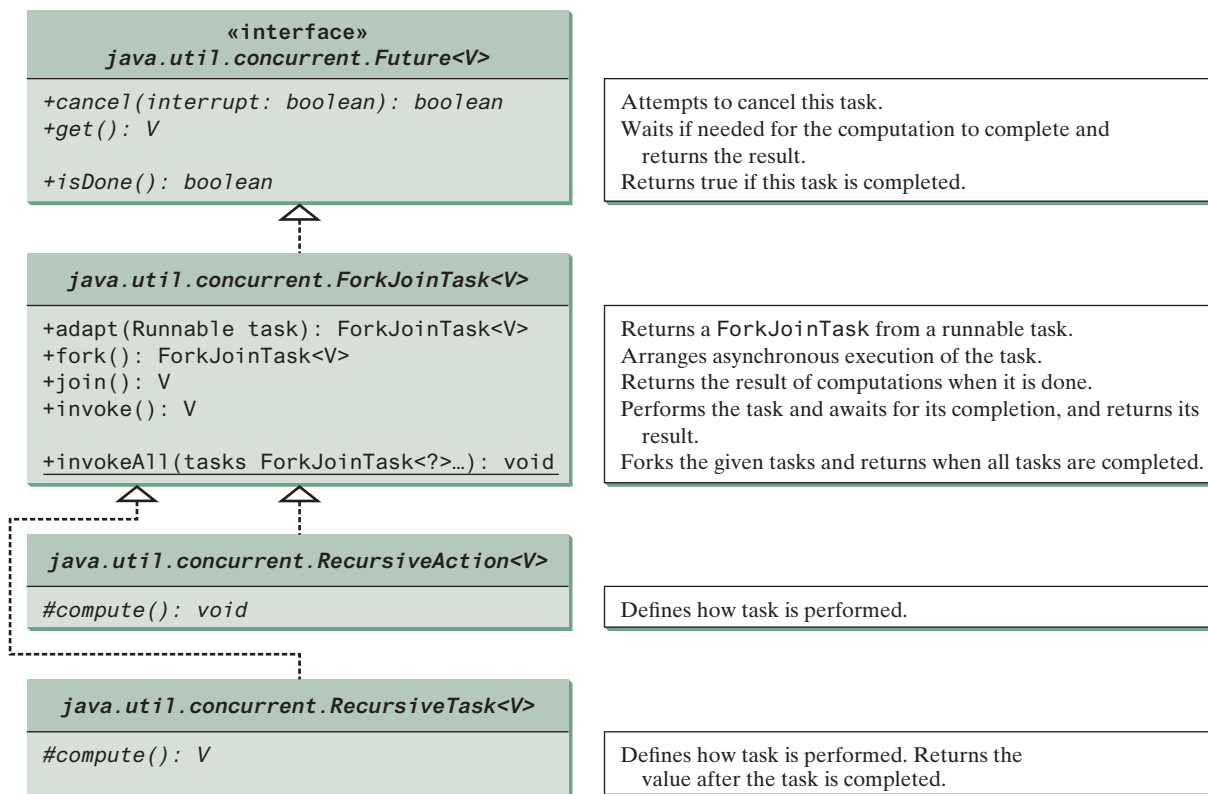 «interface»
java.util.concurrent.Future<V>
+cancel(interrupt: boolean): boolean
+get(): V
+isDone(): boolean
Attempts to cancel this task.
Waits if needed for the computation to complete and
returns the result.
Returns true if this task is completed.
java.util.concurrent.ForkJoinTask<V>
+adapt(Runnable task): ForkJoinTask<V>
+fork(): ForkJoinTask<V>
+join(): V
+invoke(): V
+invokeAll(tasks ForkJoinTask<?>…): void
Returns a ForkJoinTask from a runnable task.
Arranges asynchronous execution of the task.
Returns the result of computations when it is done.
Performs the task and awaits for its completion, and returns its
result.
Forks the given tasks and returns when all tasks are completed.
java.util.concurrent.RecursiveAction<V>
#compute(): void
Defines how task is performed.
java.util.concurrent.RecursiveTask<V>
#compute(): V
Defines how task is performed. Returns the
value after the task is completed.